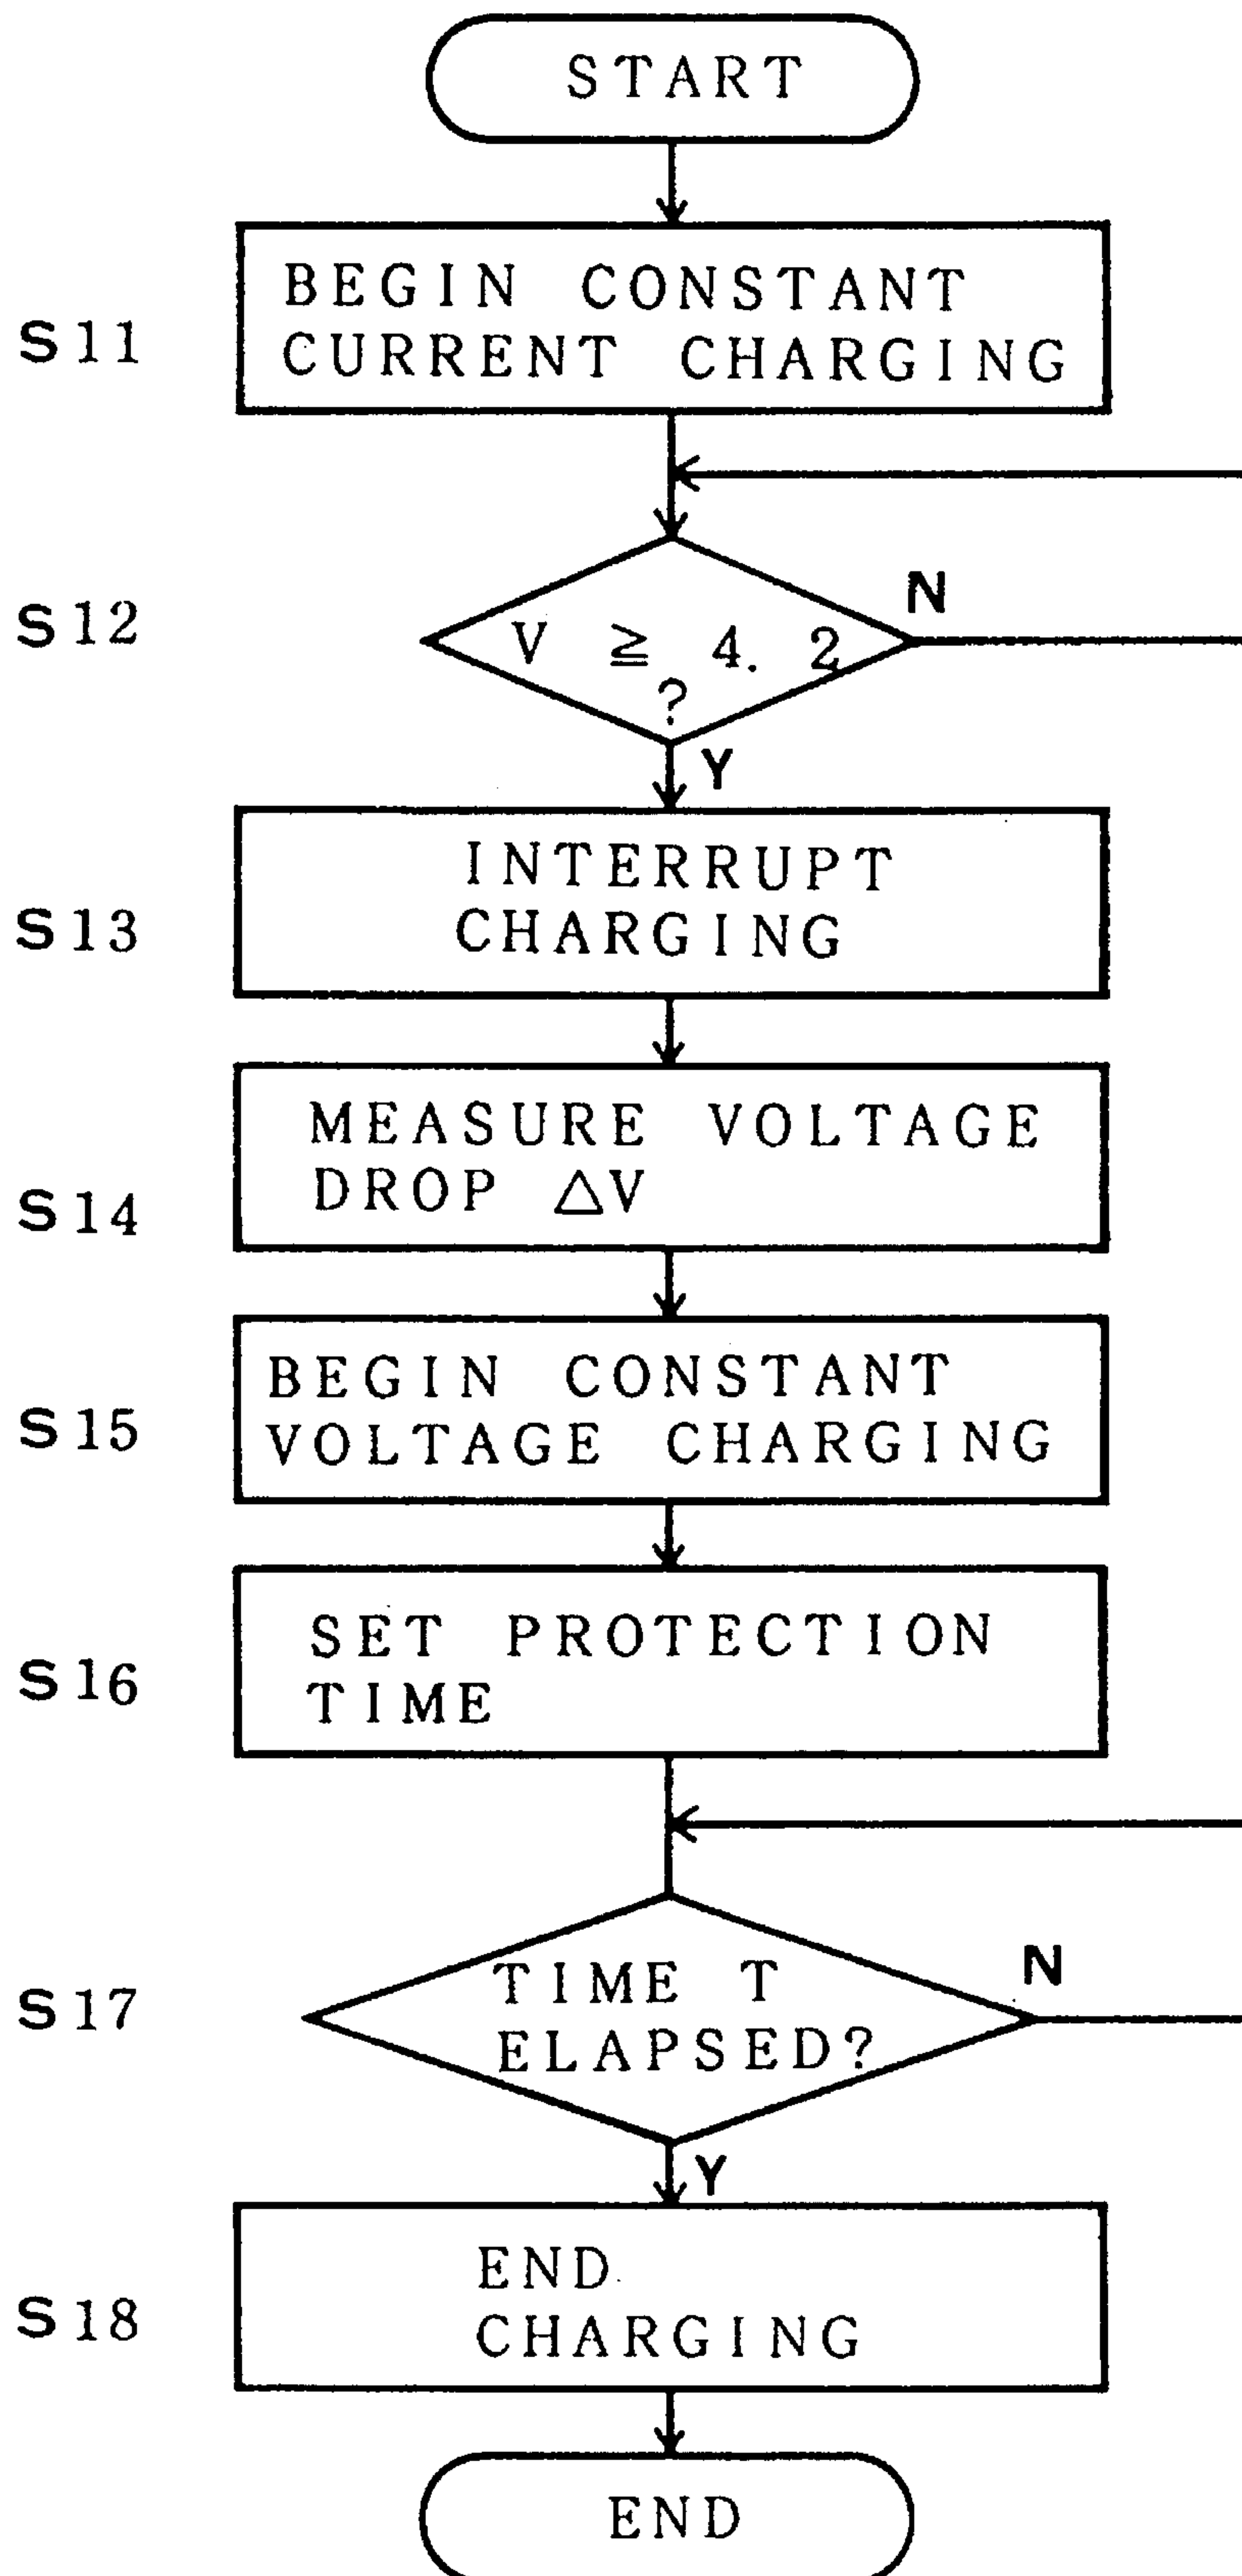 START
S11
BEGIN CONSTANT
CURRENT CHARGING
S12
V ≧ 4. 2
?
N
Y
S13
INTERRUPT
CHARGING
S14
MEASURE VOLTAGE
DROP △V
S15
BEGIN CONSTANT
VOLTAGE CHARGING
S16
SET PROTECTION
TIME
S17
TIME T
ELAPSED?
N
Y
S18
END
CHARGING
END